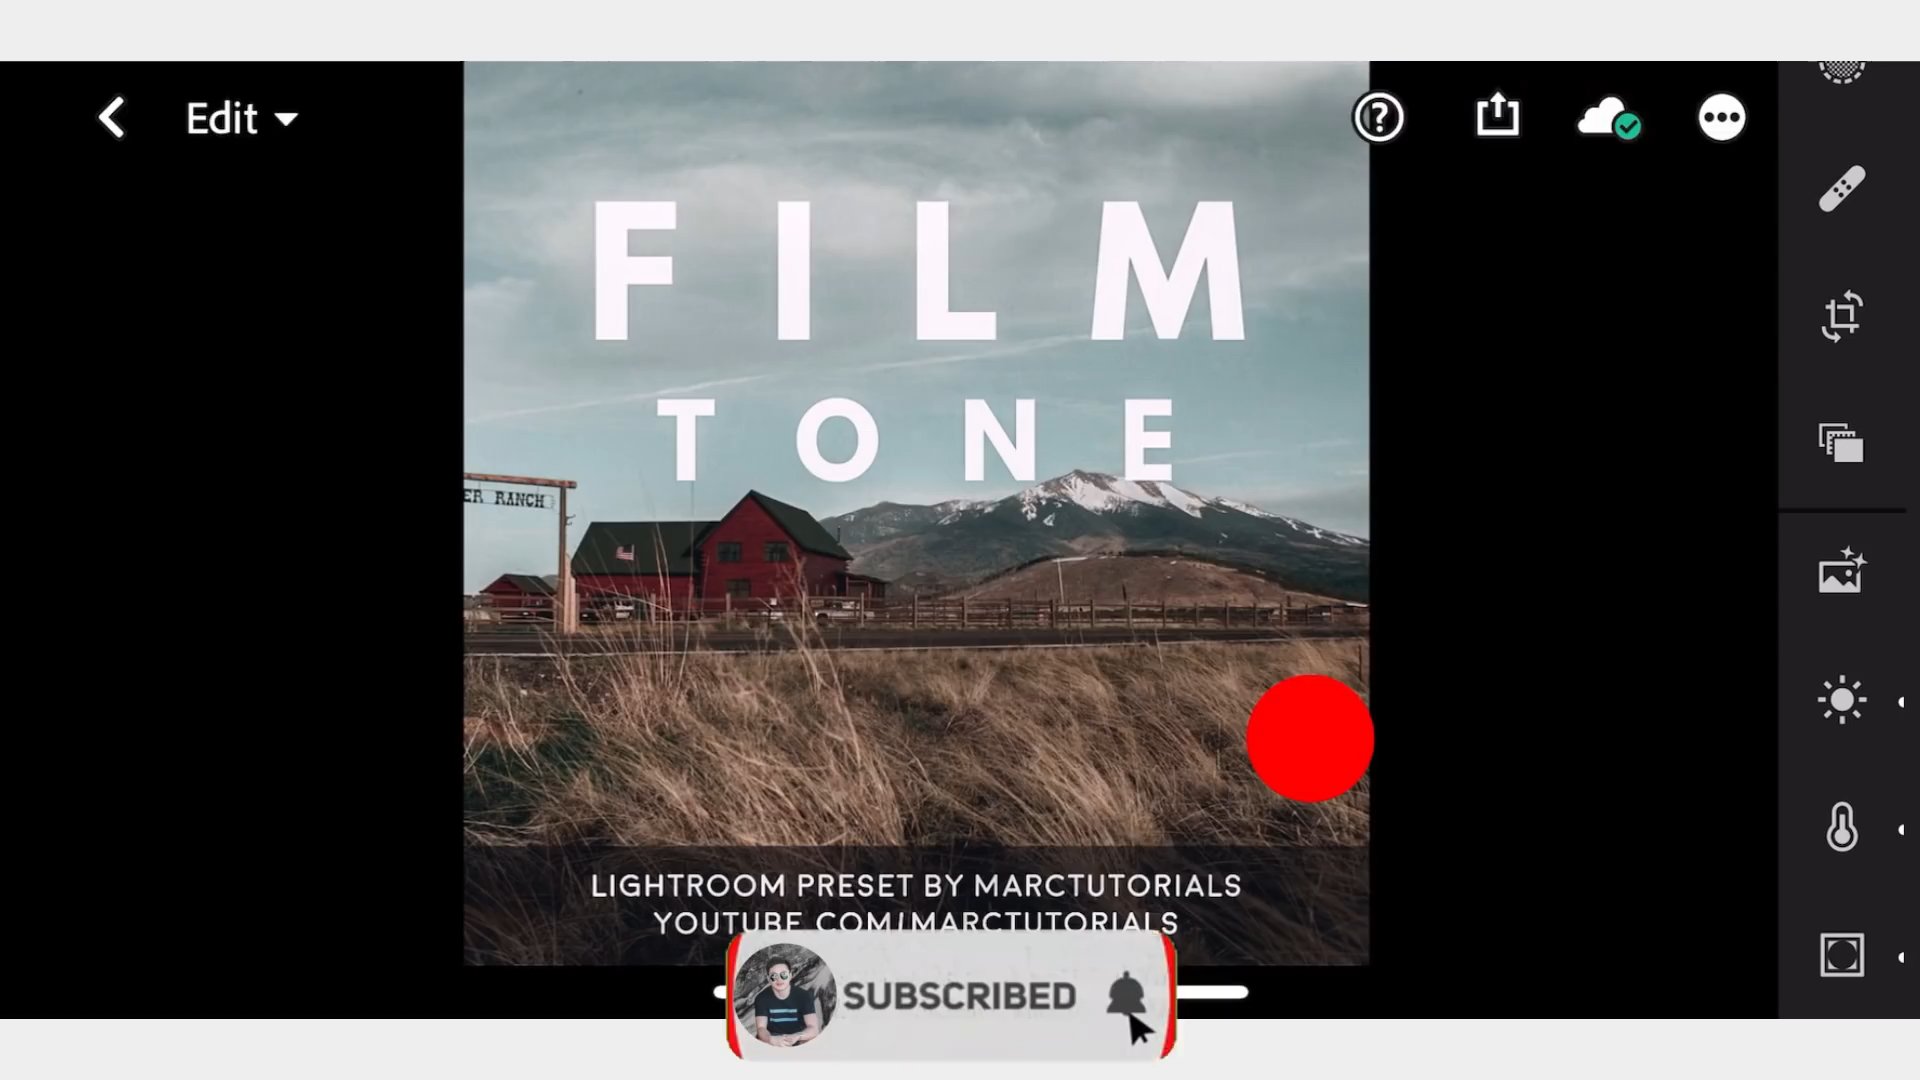 Edit
FILM
TONE
ER RANCH
LIGHTROOM PRESET BY MARCTUTORIALS
YOUTUBE.COM/MARCTUTORIALS
SUBSCRIBED